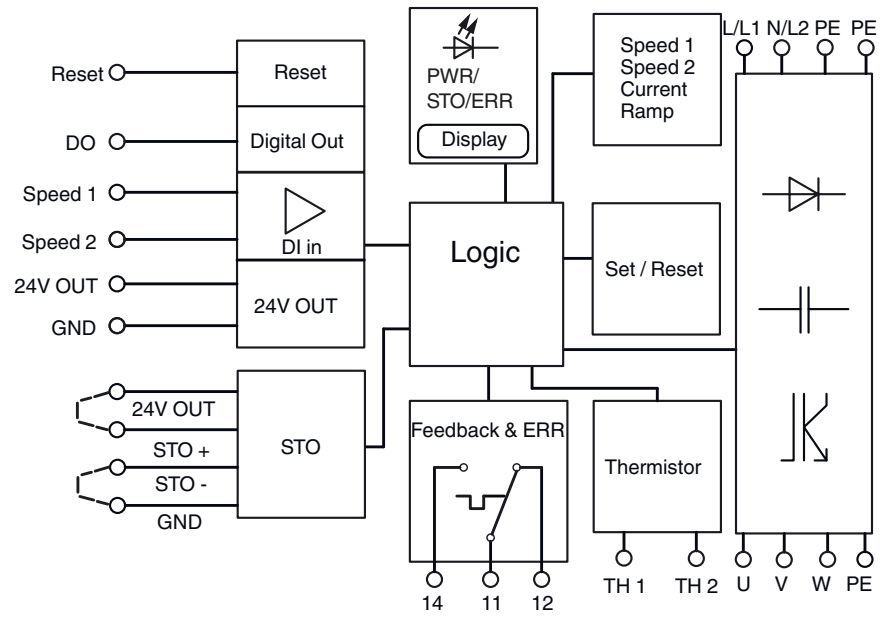 Reset
DO
Speed 1
Speed 2
24V OUT
GND
Reset
Digital Out
DI in
24V OUT
24V OUT
STO +
STO -
GND
STO
PWR/
STO/ERR
Display
Logic
Speed 1
Speed 2
Current
Ramp
Set / Reset
Feedback & ERR
14
11
12
Thermistor
TH 1
TH 2
L/L1 N/L2 PE PE
U V W PE